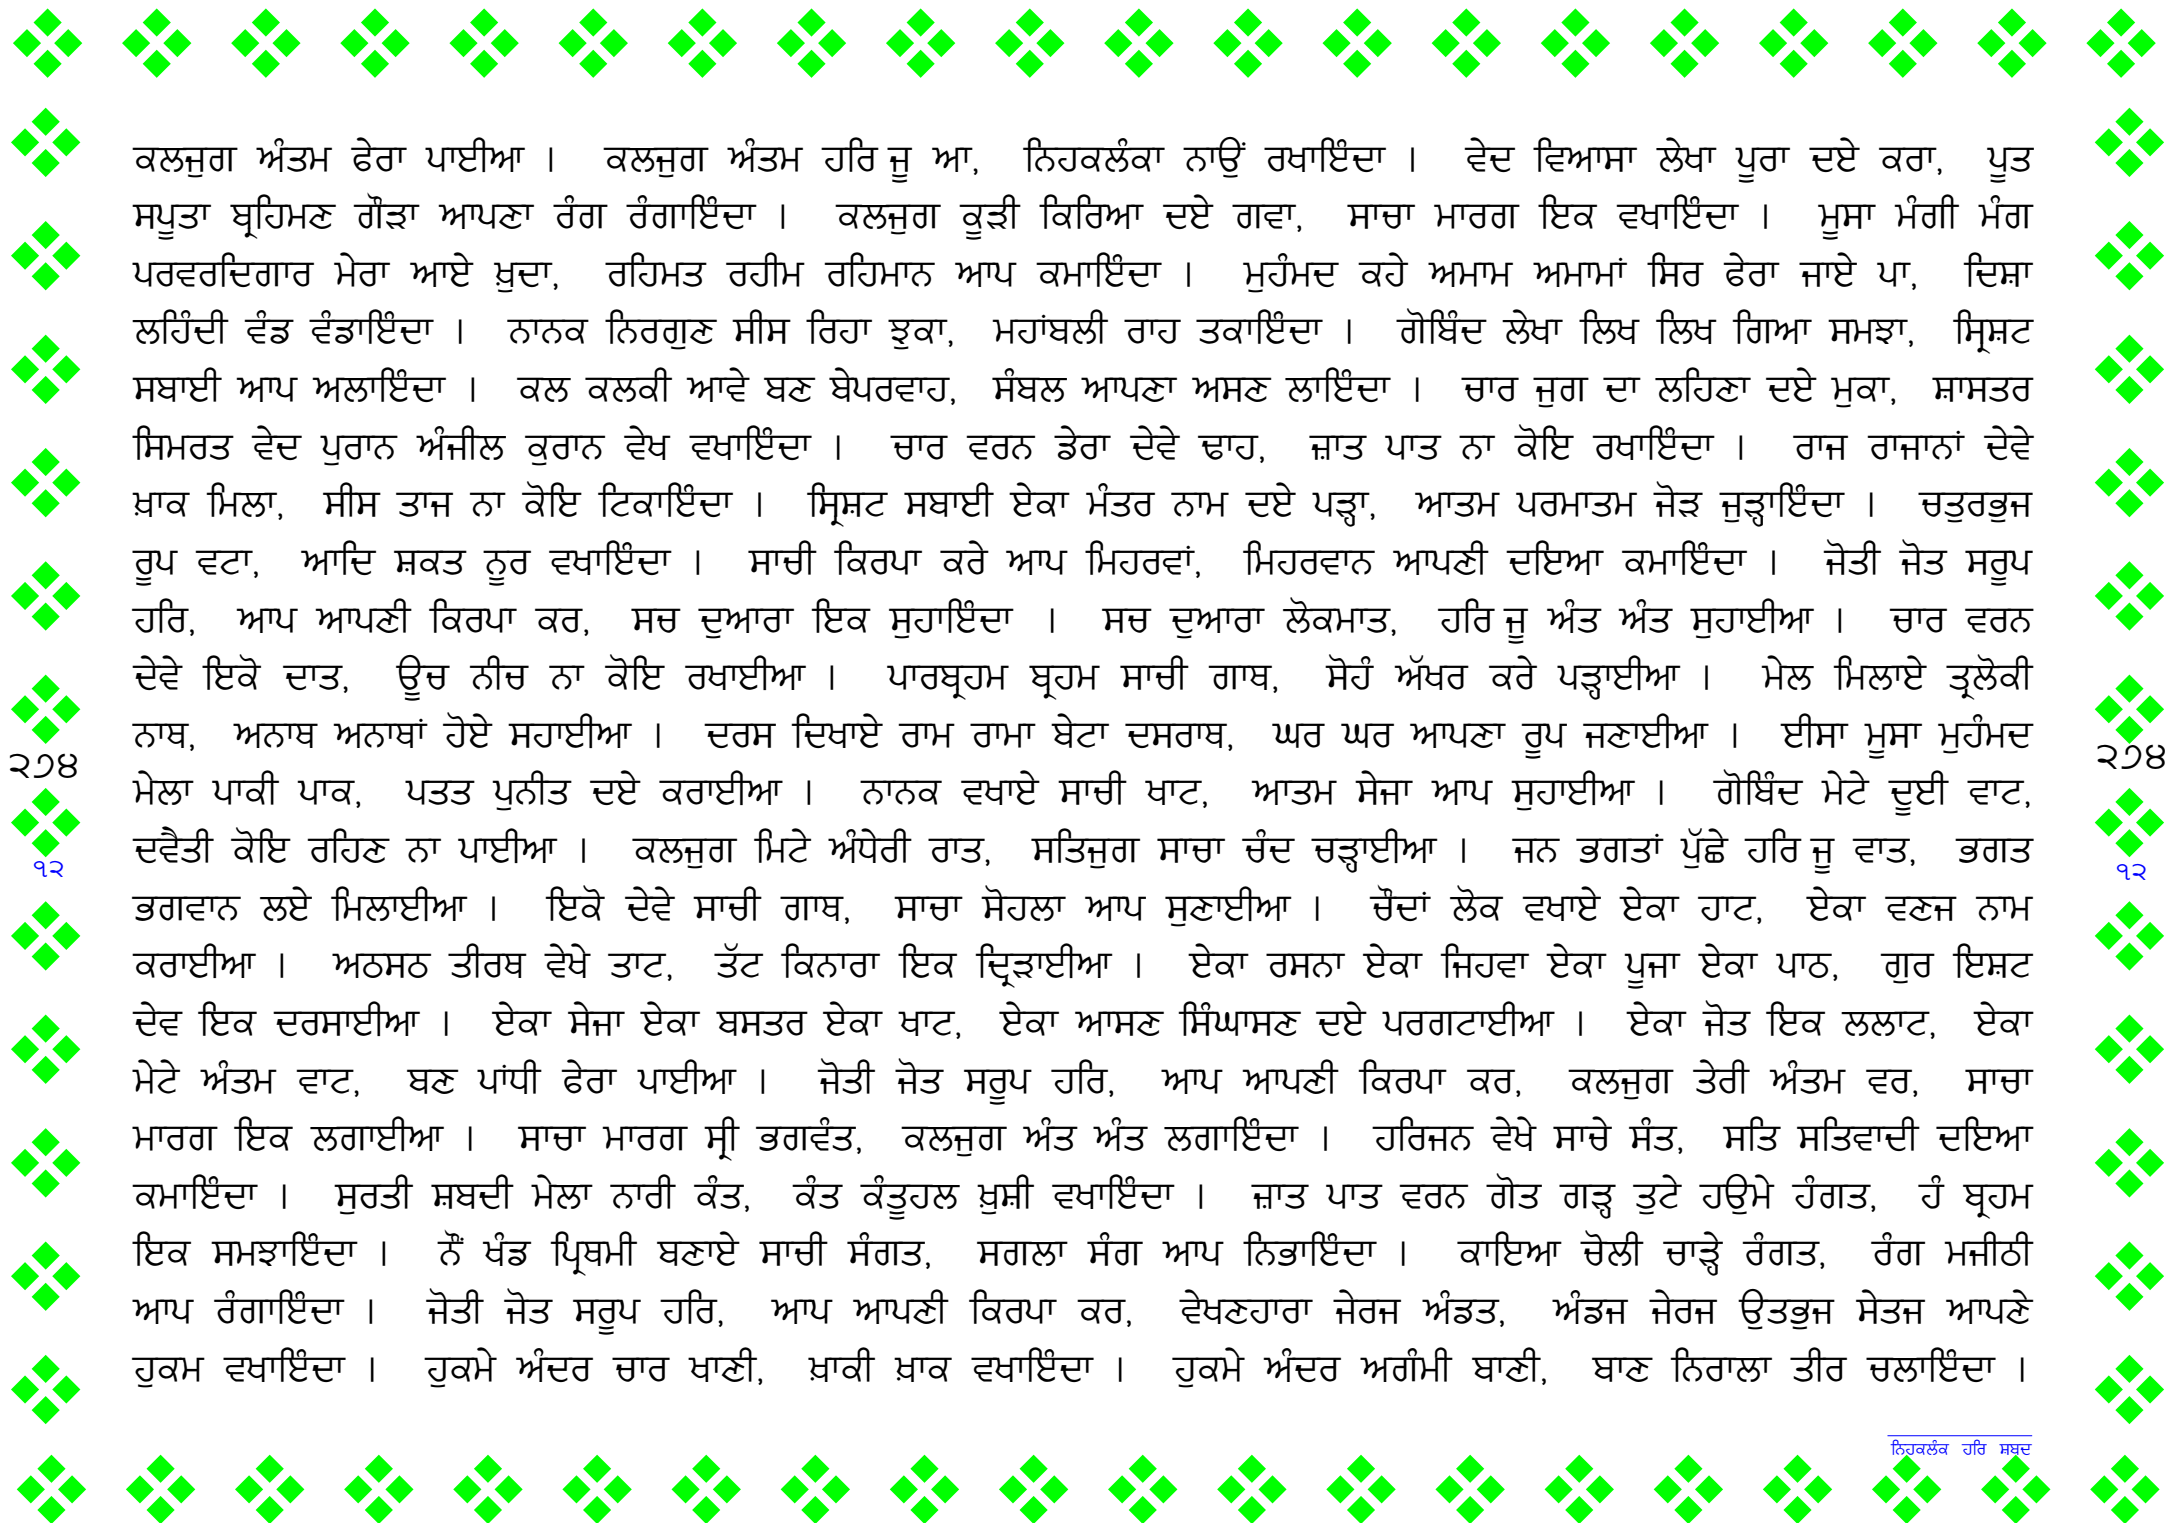 ਕਲਜੁਗ ਅੰਤਮ ਫੇਰਾ ਪਾਈਆ । ਕਲਜੁਗ ਅੰਤਮ ਹਰਿ ਜੂ ਆ, ਨਿਹਕਲੰਕਾ ਨਾਉਂ ਰਖਾਇੰਦਾ । ਵੇਦ ਵਿਆਸਾ ਲੇਖਾ ਪੂਰਾ ਦਏ ਕਰਾ, ਪੂਤ
ਸਪੂਤਾ ਬ੍ਰਹਿਮਣ ਗੌੜਾ ਆਪਣਾ ਰੰਗ ਰੰਗਾਇੰਦਾ । ਕਲਜੁਗ ਕੂੜੀ ਕਿਰਿਆ ਦਏ ਗਵਾ, ਸਾਚਾ ਮਾਰਗ ਇਕ ਵਖਾਇੰਦਾ । ਮੂਸਾ ਮੰਗੀ ਮੰਗ
ਪਰਵਰਦਿਗਾਰ ਮੇਰਾ ਆਏ ਖ਼ੁਦਾ, ਰਹਿਮਤ ਰਹੀਮ ਰਹਿਮਾਨ ਆਪ ਕਮਾਇੰਦਾ । ਮੁਹੰਮਦ ਕਹੇ ਅਮਾਮ ਅਮਾਮਾਂ ਸਿਰ ਫੇਰਾ ਜਾਏ ਪਾ, ਦਿਸ਼ਾ
ਲਹਿੰਦੀ ਵੰਡ ਵੰਡਾਇੰਦਾ । ਨਾਨਕ ਨਿਰਗੁਣ ਸੀਸ ਰਿਹਾ ਝੁਕਾ, ਮਹਾਂਬਲੀ ਰਾਹ ਤਕਾਇੰਦਾ । ਗੋਬਿੰਦ ਲੇਖਾ ਲਿਖ ਲਿਖ ਗਿਆ ਸਮਝਾ, ਸ੍ਰਿਸ਼ਟ
ਸਬਾਈ ਆਪ ਅਲਾਇੰਦਾ । ਕਲ ਕਲਕੀ ਆਵੇ ਬਣ ਬੇਪਰਵਾਹ, ਸੰਬਲ ਆਪਣਾ ਅਸਣ ਲਾਇੰਦਾ । ਚਾਰ ਜੁਗ ਦਾ ਲਹਿਣਾ ਦਏ ਮੁਕਾ, ਸ਼ਾਸਤਰ
ਸਿਮਰਤ ਵੇਦ ਪੁਰਾਨ ਅੰਜੀਲ ਕੁਰਾਨ ਵੇਖ ਵਖਾਇੰਦਾ । ਚਾਰ ਵਰਨ ਡੇਰਾ ਦੇਵੇ ਢਾਹ, ਜ਼ਾਤ ਪਾਤ ਨਾ ਕੋਇ ਰਖਾਇੰਦਾ । ਰਾਜ ਰਾਜਾਨਾਂ ਦੇਵੇ
ਖ਼ਾਕ ਮਿਲਾ, ਸੀਸ ਤਾਜ ਨਾ ਕੋਇ ਟਿਕਾਇੰਦਾ । ਸ੍ਰਿਸ਼ਟ ਸਬਾਈ ਏਕਾ ਮੰਤਰ ਨਾਮ ਦਏ ਪੜ੍ਹਾ, ਆਤਮ ਪਰਮਾਤਮ ਜੋੜ ਜੁੜ੍ਹਾਇੰਦਾ । ਚਤੁਰਭੁਜ
ਰੂਪ ਵਟਾ, ਆਦਿ ਸ਼ਕਤ ਨੂਰ ਵਖਾਇੰਦਾ । ਸਾਚੀ ਕਿਰਪਾ ਕਰੇ ਆਪ ਮਿਹਰਵਾਂ, ਮਿਹਰਵਾਨ ਆਪਣੀ ਦਇਆ ਕਮਾਇੰਦਾ । ਜੋਤੀ ਜੋਤ ਸਰੂਪ
ਹਰਿ, ਆਪ ਆਪਣੀ ਕਿਰਪਾ ਕਰ, ਸਚ ਦੁਆਰਾ ਇਕ ਸੁਹਾਇੰਦਾ । ਸਚ ਦੁਆਰਾ ਲੋਕਮਾਤ, ਹਰਿ ਜੂ ਅੰਤ ਅੰਤ ਸੁਹਾਈਆ । ਚਾਰ ਵਰਨ
ਦੇਵੇ ਇਕੋ ਦਾਤ, ਊਚ ਨੀਚ ਨਾ ਕੋਇ ਰਖਾਈਆ । ਪਾਰਬ੍ਰਹਮ ਬ੍ਰਹਮ ਸਾਚੀ ਗਾਥ, ਸੋਹੰ ਅੱਖਰ ਕਰੇ ਪੜ੍ਹਾਈਆ । ਮੇਲ ਮਿਲਾਏ ਤ੍ਰਲੋਕੀ
ਨਾਥ, ਅਨਾਥ ਅਨਾਥਾਂ ਹੋਏ ਸਹਾਈਆ । ਦਰਸ ਦਿਖਾਏ ਰਾਮ ਰਾਮਾ ਬੇਟਾ ਦਸਰਾਥ, ਘਰ ਘਰ ਆਪਣਾ ਰੂਪ ਜਣਾਈਆ । ਈਸਾ ਮੂਸਾ ਮੁਹੰਮਦ
੨੭੪ ੨੭੪
ਮੇਲਾ ਪਾਕੀ ਪਾਕ, ਪਤਤ ਪੁਨੀਤ ਦਏ ਕਰਾਈਆ । ਨਾਨਕ ਵਖਾਏ ਸਾਚੀ ਖਾਟ, ਆਤਮ ਸੇਜਾ ਆਪ ਸੁਹਾਈਆ । ਗੋਬਿੰਦ ਮੇਟੇ ਦੂਈ ਵਾਟ,
ਦਵੈਤੀ ਕੋਇ ਰਹਿਣ ਨਾ ਪਾਈਆ । ਕਲਜੁਗ ਮਿਟੇ ਅੰਧੇਰੀ ਰਾਤ, ਸਤਿਜੁਗ ਸਾਚਾ ਚੰਦ ਚੜ੍ਹਾਈਆ । ਜਨ ਭਗਤਾਂ ਪੁੱਛੇ ਹਰਿ ਜੂ ਵਾਤ, ਭਗਤ
੧੨ ੧੨
ਭਗਵਾਨ ਲਏ ਮਿਲਾਈਆ । ਇਕੋ ਦੇਵੇ ਸਾਚੀ ਗਾਥ, ਸਾਚਾ ਸੋਹਲਾ ਆਪ ਸੁਣਾਈਆ । ਚੌਦਾਂ ਲੋਕ ਵਖਾਏ ਏਕਾ ਹਾਟ, ਏਕਾ ਵਣਜ ਨਾਮ
ਕਰਾਈਆ । ਅਠਸਠ ਤੀਰਥ ਵੇਖੇ ਤਾਟ, ਤੱਟ ਕਿਨਾਰਾ ਇਕ ਦ੍ਰਿੜਾਈਆ । ਏਕਾ ਰਸਨਾ ਏਕਾ ਜਿਹਵਾ ਏਕਾ ਪੂਜਾ ਏਕਾ ਪਾਠ, ਗੁਰ ਇਸ਼ਟ
ਦੇਵ ਇਕ ਦਰਸਾਈਆ । ਏਕਾ ਸੇਜਾ ਏਕਾ ਬਸਤਰ ਏਕਾ ਖਾਟ, ਏਕਾ ਆਸਣ ਸਿੰਘਾਸਣ ਦਏ ਪਰਗਟਾਈਆ । ਏਕਾ ਜੋਤ ਇਕ ਲਲਾਟ, ਏਕਾ
ਮੇਟੇ ਅੰਤਮ ਵਾਟ, ਬਣ ਪਾਂਧੀ ਫੇਰਾ ਪਾਈਆ । ਜੋਤੀ ਜੋਤ ਸਰੂਪ ਹਰਿ, ਆਪ ਆਪਣੀ ਕਿਰਪਾ ਕਰ, ਕਲਜੁਗ ਤੇਰੀ ਅੰਤਮ ਵਰ, ਸਾਚਾ
ਮਾਰਗ ਇਕ ਲਗਾਈਆ । ਸਾਚਾ ਮਾਰਗ ਸ੍ਰੀ ਭਗਵੰਤ, ਕਲਜੁਗ ਅੰਤ ਅੰਤ ਲਗਾਇੰਦਾ । ਹਰਿਜਨ ਵੇਖੇ ਸਾਚੇ ਸੰਤ, ਸਤਿ ਸਤਿਵਾਦੀ ਦਇਆ
ਕਮਾਇੰਦਾ । ਸੁਰਤੀ ਸ਼ਬਦੀ ਮੇਲਾ ਨਾਰੀ ਕੰਤ, ਕੰਤ ਕੰਤੂਹਲ ਖ਼ੁਸ਼ੀ ਵਖਾਇੰਦਾ । ਜ਼ਾਤ ਪਾਤ ਵਰਨ ਗੋਤ ਗੜ੍ਹ ਤੁਟੇ ਹਉਮੇ ਹੰਗਤ, ਹੰ ਬ੍ਰਹਮ
ਇਕ ਸਮਝਾਇੰਦਾ । ਨੌਂ ਖੰਡ ਪ੍ਰਿਥਮੀ ਬਣਾਏ ਸਾਚੀ ਸੰਗਤ, ਸਗਲਾ ਸੰਗ ਆਪ ਨਿਭਾਇੰਦਾ । ਕਾਇਆ ਚੋਲੀ ਚਾੜ੍ਹੇ ਰੰਗਤ, ਰੰਗ ਮਜੀਠੀ
ਆਪ ਰੰਗਾਇੰਦਾ । ਜੋਤੀ ਜੋਤ ਸਰੂਪ ਹਰਿ, ਆਪ ਆਪਣੀ ਕਿਰਪਾ ਕਰ, ਵੇਖਣਹਾਰਾ ਜੇਰਜ ਅੰਡਤ, ਅੰਡਜ ਜੇਰਜ ਉਤਭੁਜ ਸੇਤਜ ਆਪਣੇ
ਹੁਕਮ ਵਖਾਇੰਦਾ । ਹੁਕਮੇ ਅੰਦਰ ਚਾਰ ਖਾਣੀ, ਖ਼ਾਕੀ ਖ਼ਾਕ ਵਖਾਇੰਦਾ । ਹੁਕਮੇ ਅੰਦਰ ਅਗੰਮੀ ਬਾਣੀ, ਬਾਣ ਨਿਰਾਲਾ ਤੀਰ ਚਲਾਇੰਦਾ ।
ਨਿਹਕਲੰਕ ਹਰਿ ਸ਼ਬਦ